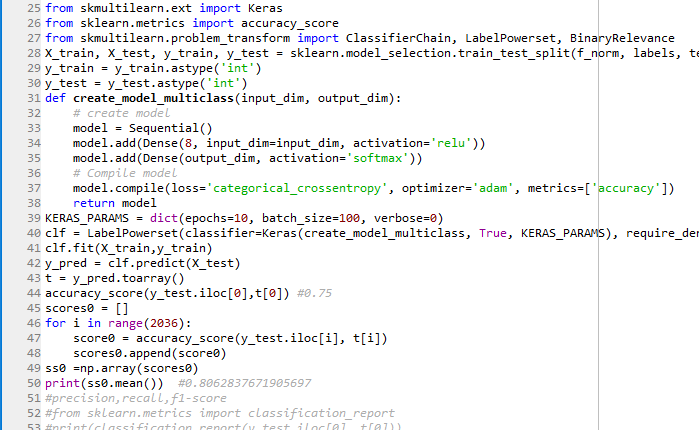 25 from skmultilearn.ext import Keras
26 from sklearn.metrics import accuracy_score
27 from skmultilearn.problem_transform import ClassifierChain, LabelPowerset, BinaryRelevance
28 X_train, X_test, y_train, y_test = sklearn.model_selection.train_test_split(f_norm, labels, te
29 y_train = y_train.astype('int')
30 y_test = y_test.astype('int')
31 def create_model_multiclass(input_dim, output_dim):
32     # create model
33     model = Sequential()
34     model.add(Dense(8, input_dim=input_dim, activation='relu'))
35     model.add(Dense(output_dim, activation='softmax'))
36     # Compile model
37     model.compile(loss='categorical_crossentropy', optimizer='adam', metrics=['accuracy'])
38     return model
39 KERAS_PARAMS = dict(epochs=10, batch_size=100, verbose=0)
40 clf = LabelPowerset(classifier=Keras(create_model_multiclass, True, KERAS_PARAMS), require_den
41 clf.fit(X_train,y_train)
42 y_pred = clf.predict(X_test)
43 t = y_pred.toarray()
44 accuracy_score(y_test.iloc[0],t[0]) #0.75
45 scores0 = []
46 for i in range(2036):
47     score0 = accuracy_score(y_test.iloc[i], t[i])
48     scores0.append(score0)
49 ss0 =np.array(scores0)
50 print(ss0.mean())  #0.8062837671905697
51 #precision,recall,f1-score
52 #from sklearn.metrics import classification_report
53 #print(classification_report(y_test.iloc[0], t[0]))